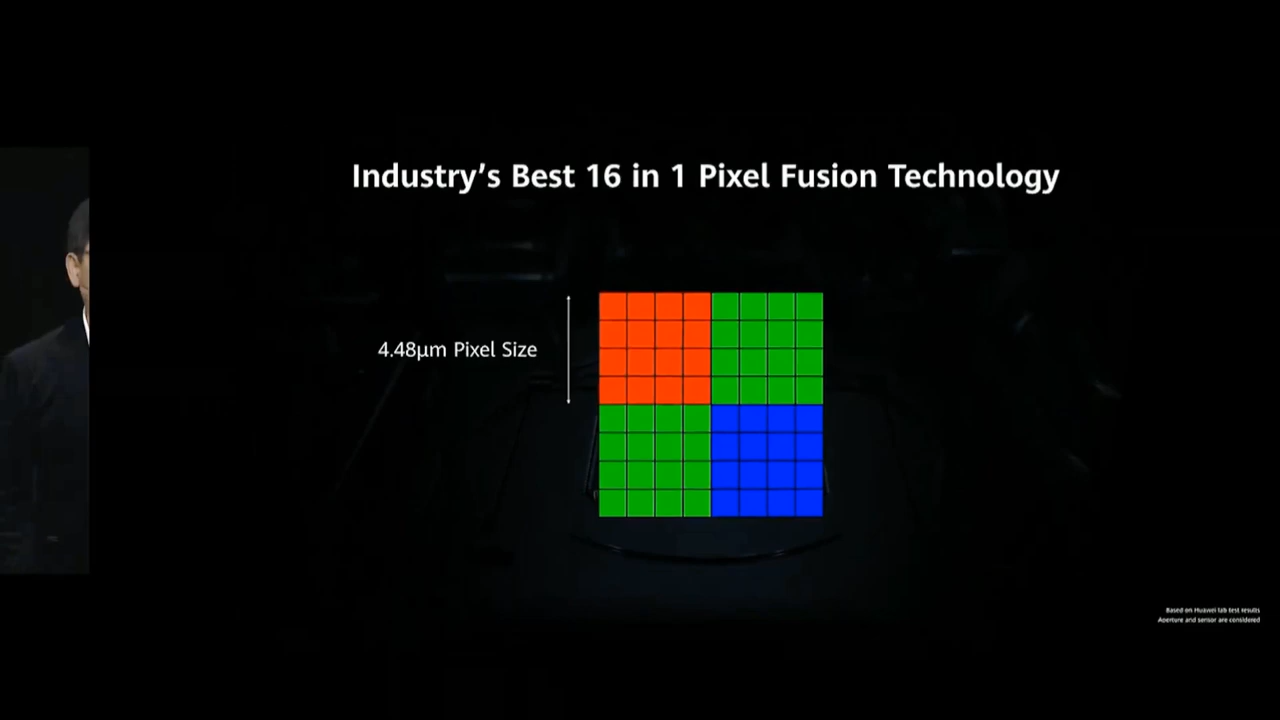 Industry's Best 16 in 1 Pixel Fusion Technology
4.48μm Pixel Size
Based on Huawei lab test results
Aperture and sensor are considered